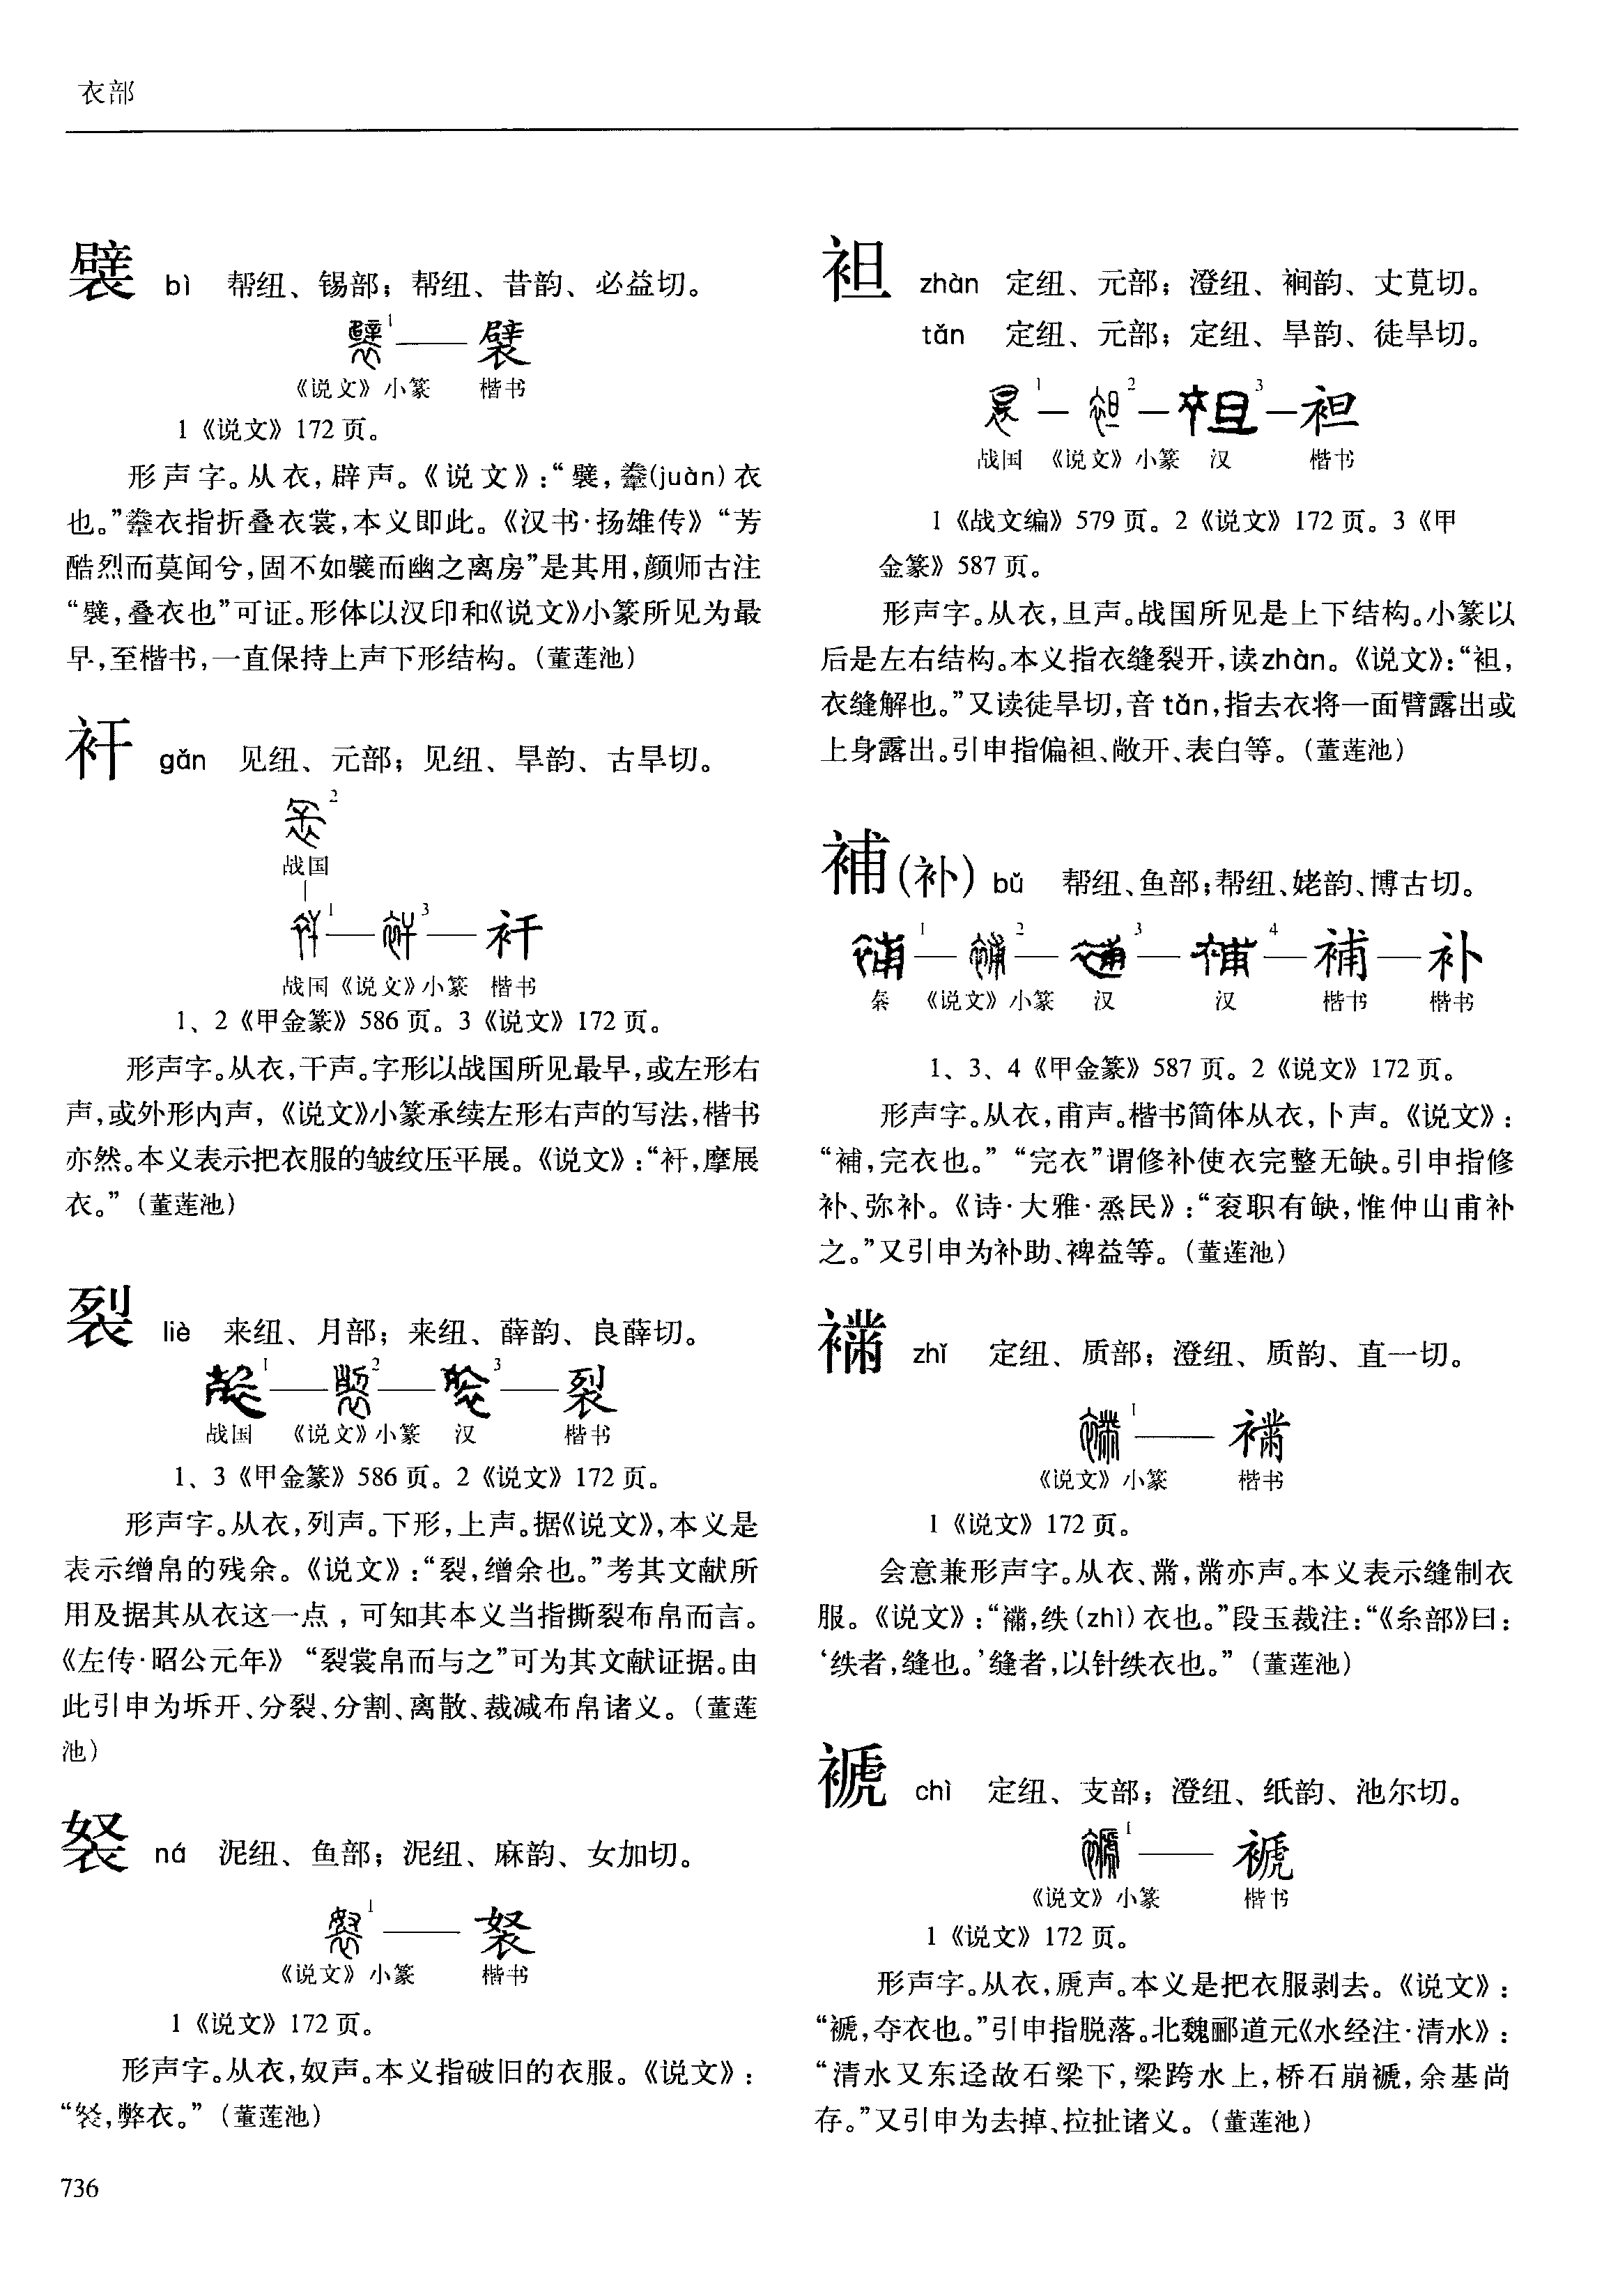 衣部
襞 bì 帮纽、锡部；帮纽、昔韵、必益切。
1 —— 襞
《说文》小篆 楷书
1《说文》172页。
形声字。从衣，辟声。《说文》：“襞，韏(juàn)衣
也。”韏衣指折叠衣裳，本义即此。《汉书·扬雄传》“芳
酷烈而莫闻兮，固不如襞而幽之离房”是其用，颜师古注
“襞，叠衣也”可证。形体以汉印和《说文》小篆所见为最
早，至楷书，一直保持上声下形结构。（董莲池）
衦 gǎn 见纽、元部；见纽、旱韵、古旱切。
2
战国
1 —— 3 —— 衦
战国《说文》小篆 楷书
1、2《甲金篆》586页。3《说文》172页。
形声字。从衣，干声。字形以战国所见最早，或左形右
声，或外形内声，《说文》小篆承续左形右声的写法，楷书
亦然。本义表示把衣服的皱纹压平展。《说文》：“衦，摩展
衣。”（董莲池）
裂 liè 来纽、月部；来纽、薛韵、良薛切。
1 —— 2 —— 3 —— 裂
战国 《说文》小篆 汉 楷书
1、3《甲金篆》586页。2《说文》172页。
形声字。从衣，列声。下形，上声。据《说文》，本义是
表示缯帛的残余。《说文》：“裂，缯余也。”考其文献所
用及据其从衣这一点，可知其本义当指撕裂布帛而言。
《左传·昭公元年》“裂裳帛而与之”可为其文献证据。由
此引申为坼开、分裂、分割、离散、裁减布帛诸义。（董莲
池）
袈 ná 泥纽、鱼部；泥纽、麻韵、女加切。
1 ——
《说文》小篆 楷书
1《说文》172页。
形声字。从衣，奴声。本义指破旧的衣服。《说文》：
“，弊衣。”（董莲池）
736
袒 zhàn 定纽、元部；澄纽、裥韵、丈莧切。
tǎn 定纽、元部；定纽、旱韵、徒旱切。
1 — 2 — 3 — 袒
战国 《说文》小篆 汉 楷书
1《战文编》579页。2《说文》172页。3《甲
金篆》587页。
形声字。从衣，旦声。战国所见是上下结构。小篆以
后是左右结构。本义指衣缝裂开，读zhàn。《说文》：“袒，
衣缝解也。”又读徒旱切，音tǎn，指去衣将一面臂露出或
上身露出。引申指偏袒、敞开、表白等。（董莲池）
補（补） bǔ 帮纽、鱼部；帮纽、姥韵、博古切。
1 — 2 — 3 — 4 — 補 — 补
秦 《说文》小篆 汉 汉 楷书 楷书
1、3、4《甲金篆》587页。2《说文》172页。
形声字。从衣，甫声。楷书简体从衣，卜声。《说文》：
“補，完衣也。”“完衣”谓修补使衣完整无缺。引申指修
补、弥补。《诗·大雅·烝民》：“衮职有缺，惟仲山甫补
之。”又引申为补助、裨益等。（董莲池）
襧 zhǐ 定纽、质部；澄纽、质韵、直一切。
1 ——
《说文》小篆 楷书
1《说文》172页。
会意兼形声字。从衣、黹，黹亦声。本义表示缝制衣
服。《说文》：“，紩(zhì)衣也。”段玉裁注：“《糸部》曰：
‘紩者，缝也。’缝者，以针紩衣也。”（董莲池）
褫 chì 定纽、支部；澄纽、纸韵、池尔切。
1 —— 褫
《说文》小篆 楷书
1《说文》172页。
形声字。从衣，虒声。本义是把衣服剥去。《说文》：
“褫，夺衣也。”引申指脱落。北魏郦道元《水经注·清水》：
“清水又东迳故石梁下，梁跨水上，桥石崩褫，余基尚
存。”又引申为去掉、拉扯诸义。（董莲池）